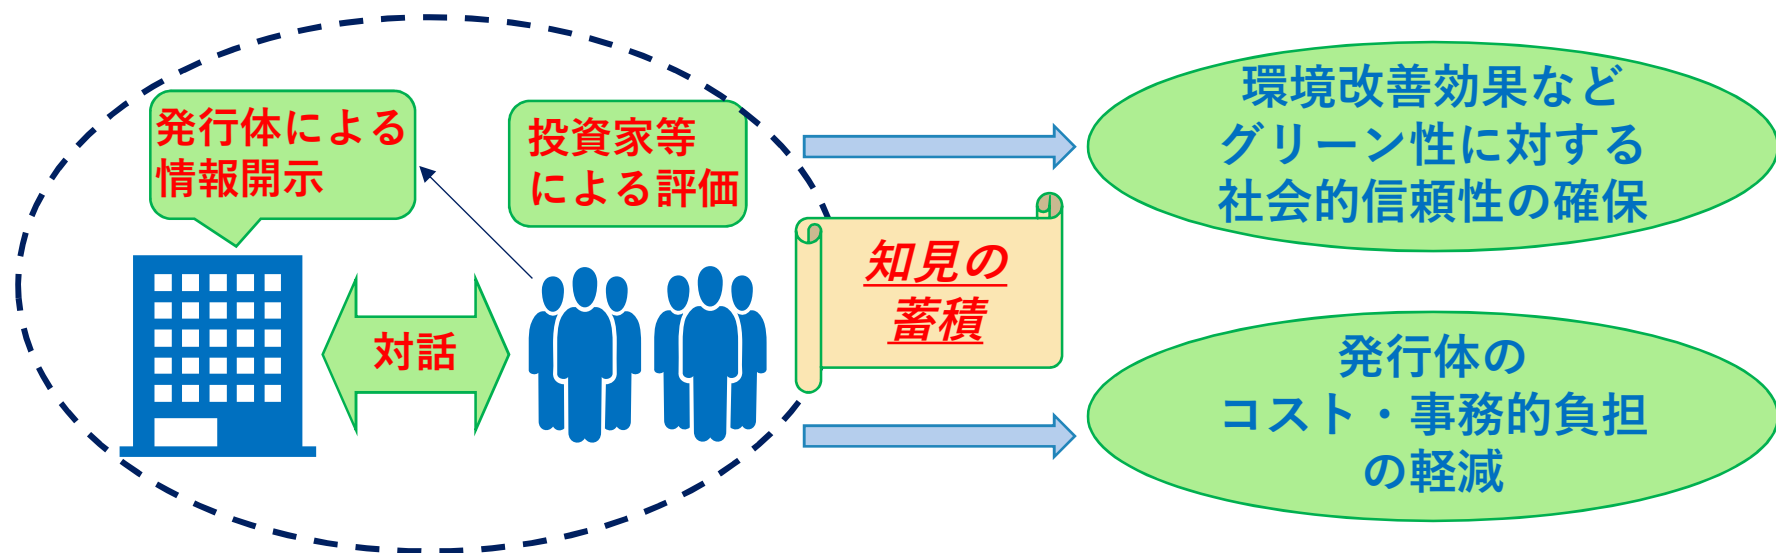 発行体による
情報開示
投資家等
による評価
対話
知見の
蓄積
環境改善効果など
グリーン性に対する
社会的信頼性の確保
発行体の
コスト・事務的負担
の軽減